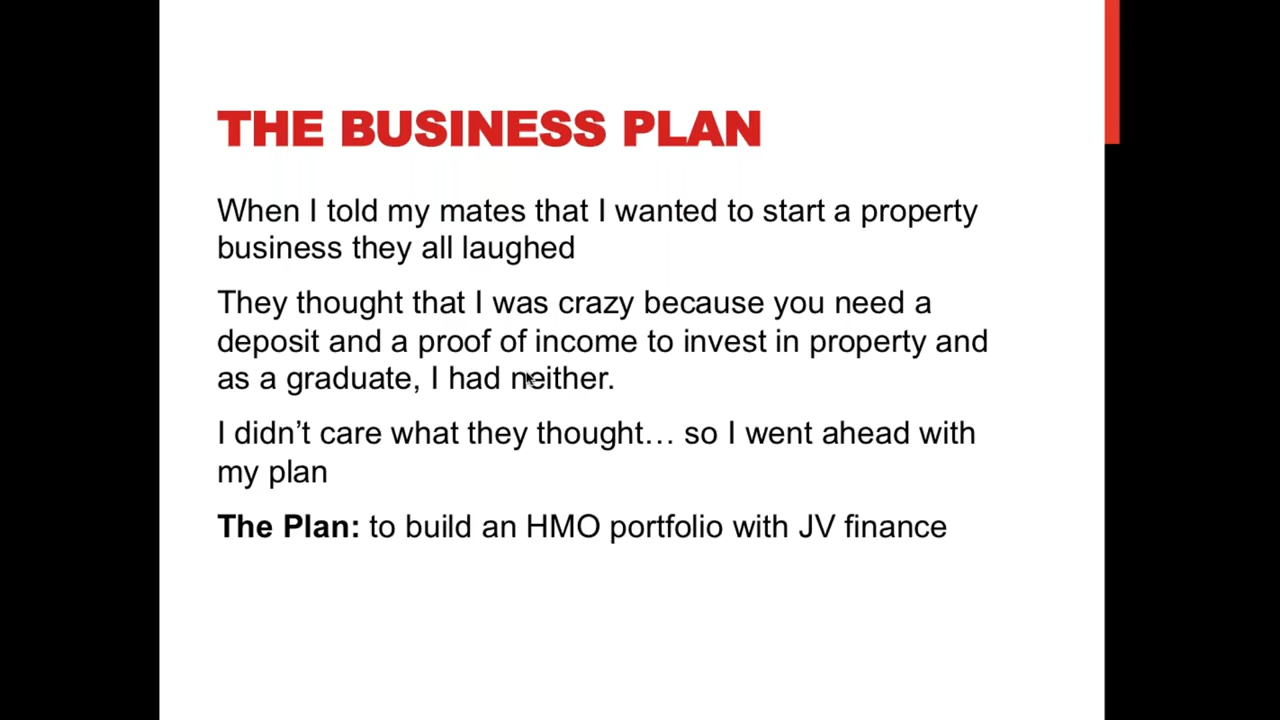 THE BUSINESS PLAN
When I told my mates that I wanted to start a property
business they all laughed
They thought that I was crazy because you need a
deposit and a proof of income to invest in property and
as a graduate, I had neither.
I didn’t care what they thought… so I went ahead with
my plan
The Plan: to build an HMO portfolio with JV finance